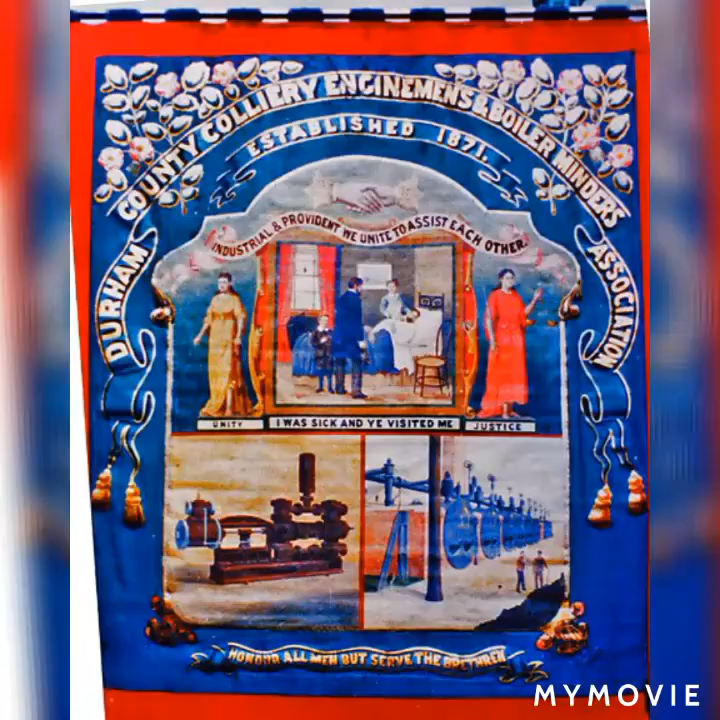 DURHAM COUNTY COLLIERY ENGINEMENS & BOILER MINDERS ASSOCIATION
ESTABLISHED 1871.
INDUSTRIAL & PROVIDENT WE UNITE TO ASSIST EACH OTHER.
UNITY
I WAS SICK AND YE VISITED ME
JUSTICE
HONOUR ALL MEN BUT SERVE THE BRETHREN
MYMOVIE